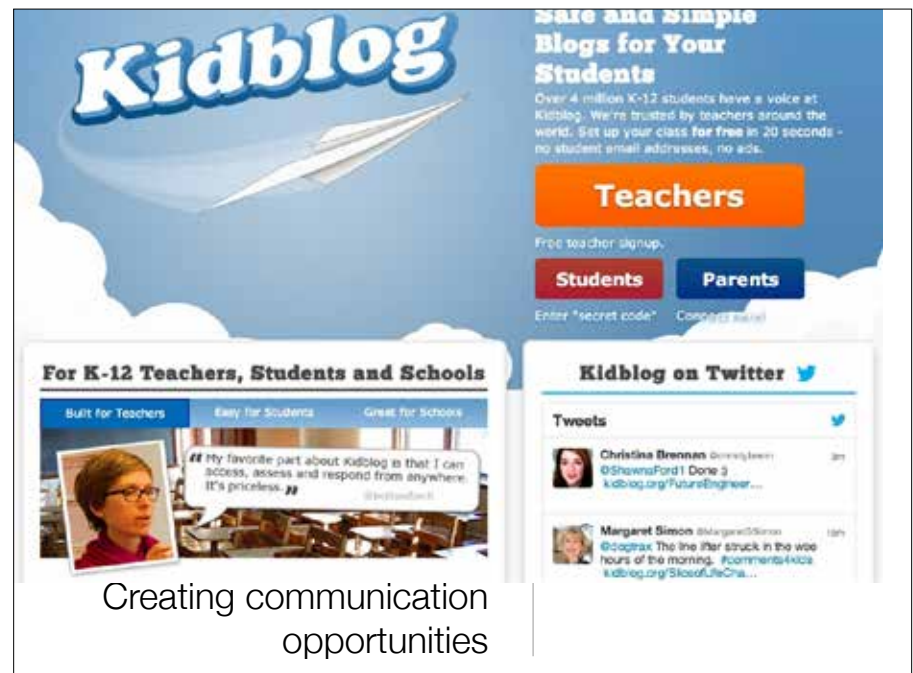 Kidblog
Safe and Simple
Blogs for Your
Students
Over 4 million K-12 students have a voice at
Kidblog. We're trusted by teachers around the
world. Set up your class for free in 20 seconds -
no student email addresses, no ads.
Teachers
Free teacher signup.
Students
Parents
Enter "secret code"
For K-12 Teachers, Students and Schools
Built for Teachers
Easy for Students
Great for Schools
“ My favorite part about Kidblog is that I can
access, assess and respond from anywhere.
It's priceless. ”
Kidblog on Twitter
Tweets
Christina Brennan
@ShawnaFord1 Done :)
kidblog.org/FutureEngineer…
Margaret Simon @MargaretGSimon
@dogtrax The line lifter struck in the wee
hours of the morning. #comments4kids
kidblog.org/SliceofLifeCha…
Creating communication
opportunities